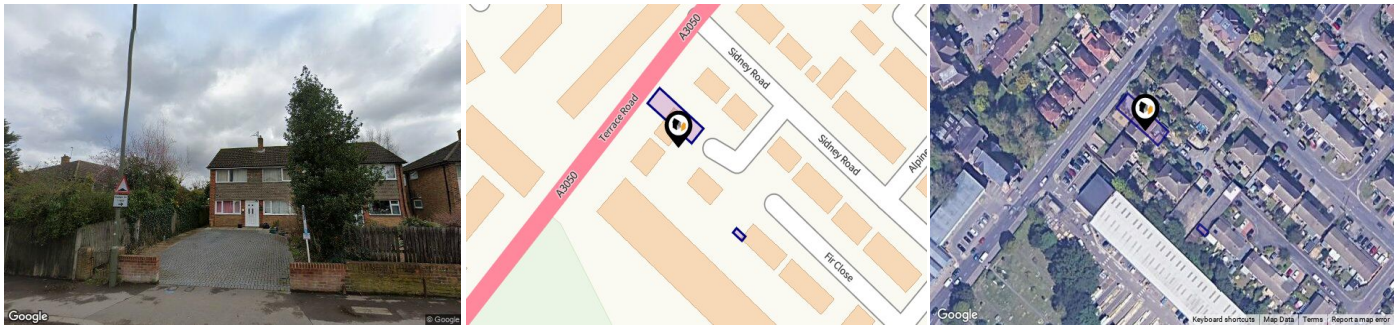 Google
© Google
A3050
Terrace Road
A3050
Sidney Road
Sidney Road
Fir Close
Google
Keyboard shortcuts
Map Data
Terms
Report a map error